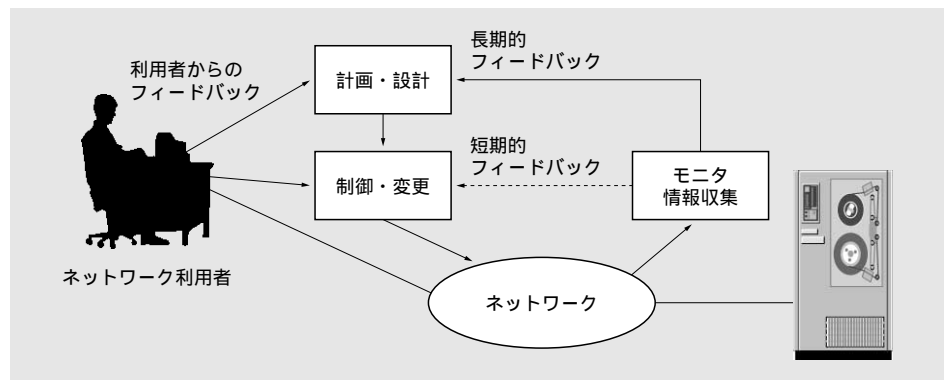 長期的
フィードバック
利用者からの
フィードバック
計画・設計
短期的
フィードバック
制御・変更
モニタ
情報収集
ネットワーク利用者
ネットワーク